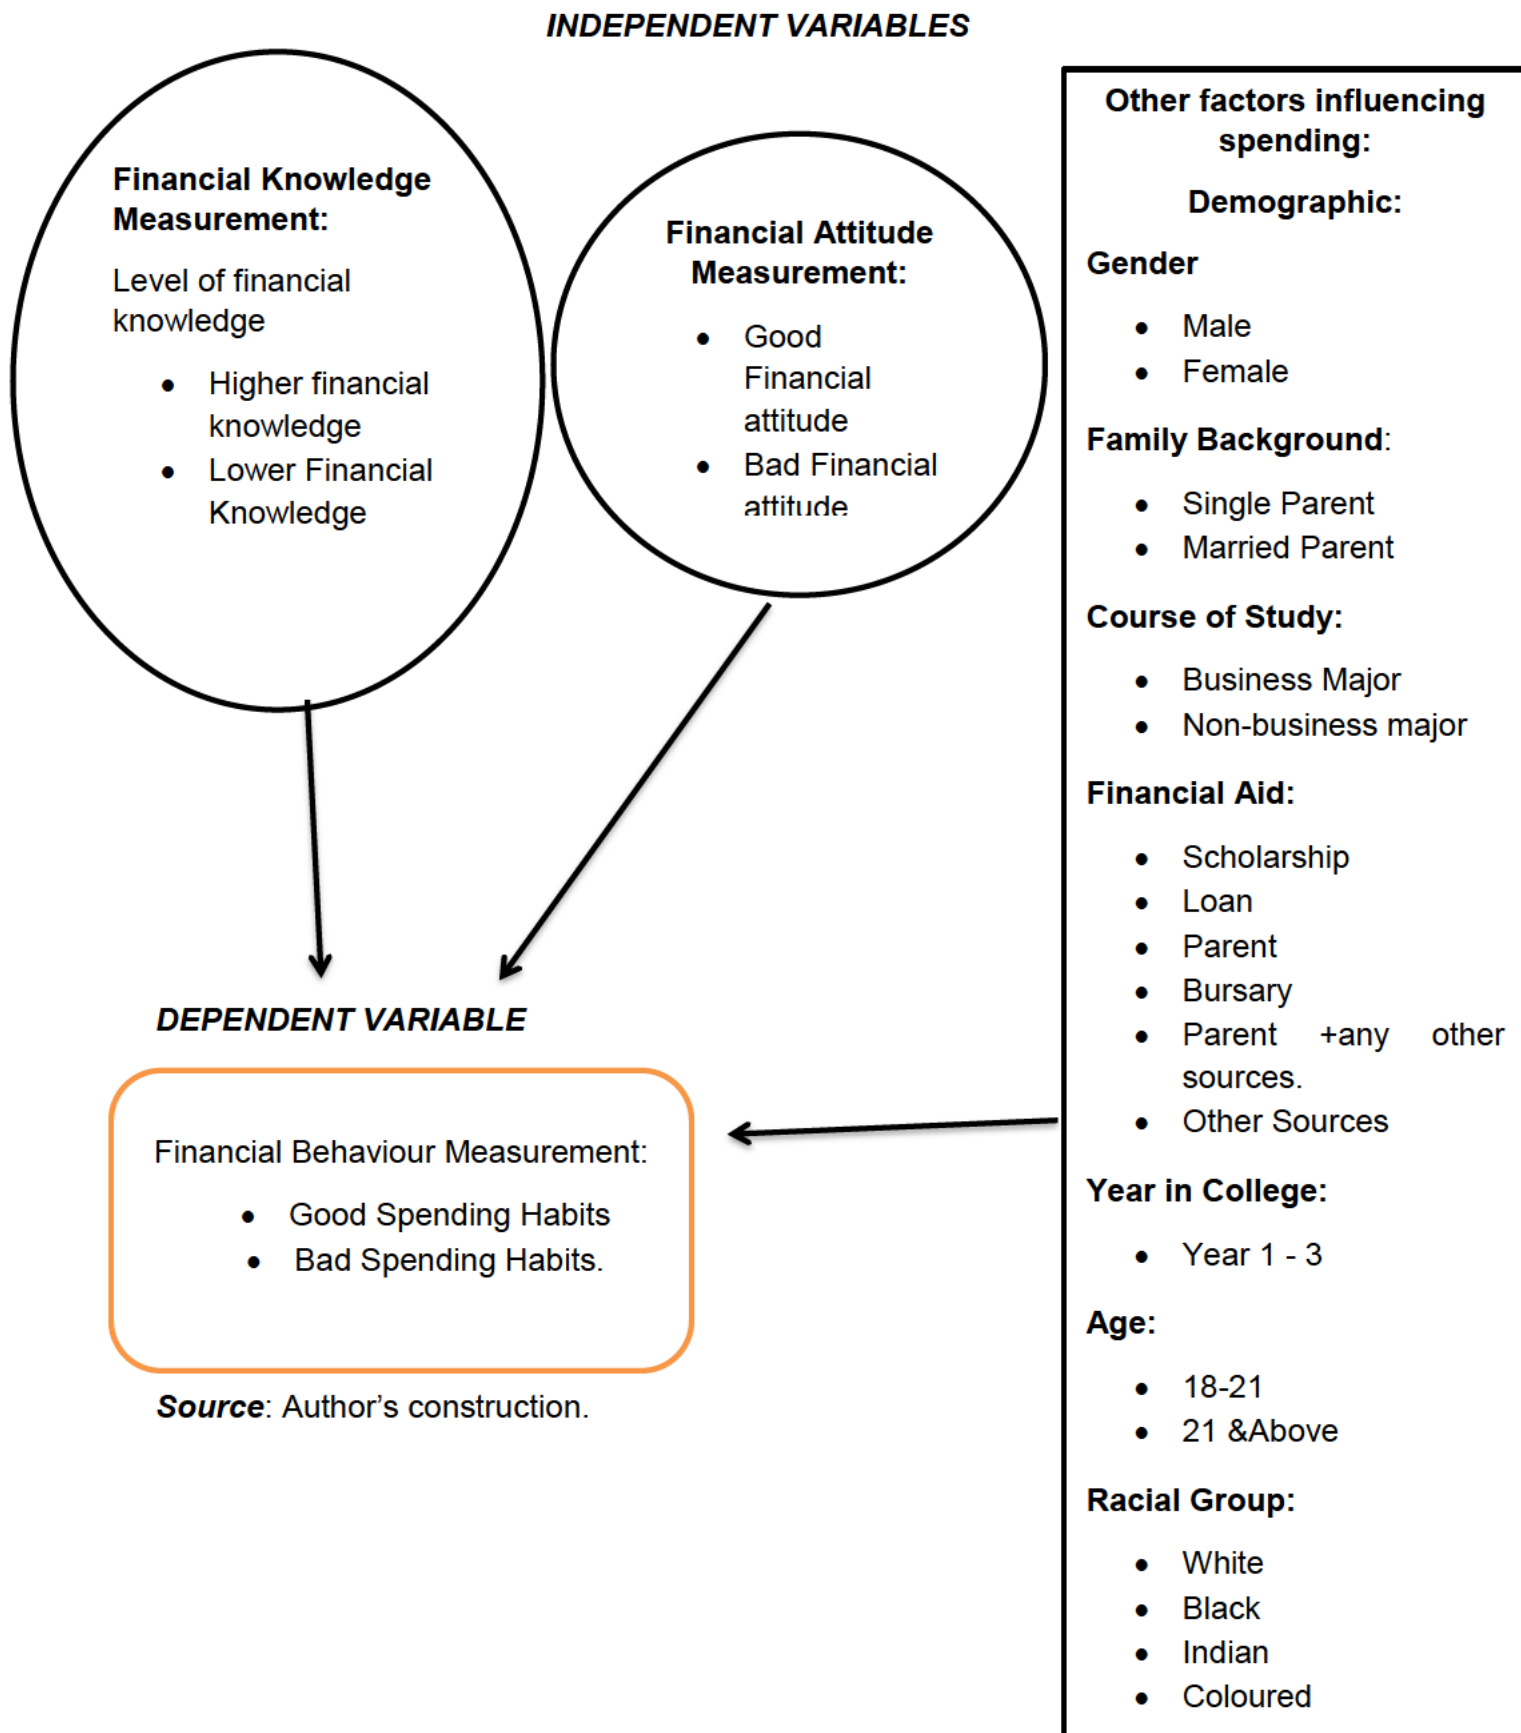 INDEPENDENT VARIABLES
Financial Knowledge
Measurement:
Level of financial
knowledge
• Higher financial
knowledge
• Lower Financial
Knowledge
Financial Attitude
Measurement:
• Good
Financial
attitude
• Bad Financial
attitude
DEPENDENT VARIABLE
Financial Behaviour Measurement:
• Good Spending Habits
• Bad Spending Habits.
Source: Author’s construction.
Other factors influencing
spending:
Demographic:
Gender
• Male
• Female
Family Background:
• Single Parent
• Married Parent
Course of Study:
• Business Major
• Non-business major
Financial Aid:
• Scholarship
• Loan
• Parent
• Bursary
• Parent +any other
sources.
• Other Sources
Year in College:
• Year 1 - 3
Age:
• 18-21
• 21 &Above
Racial Group:
• White
• Black
• Indian
• Coloured